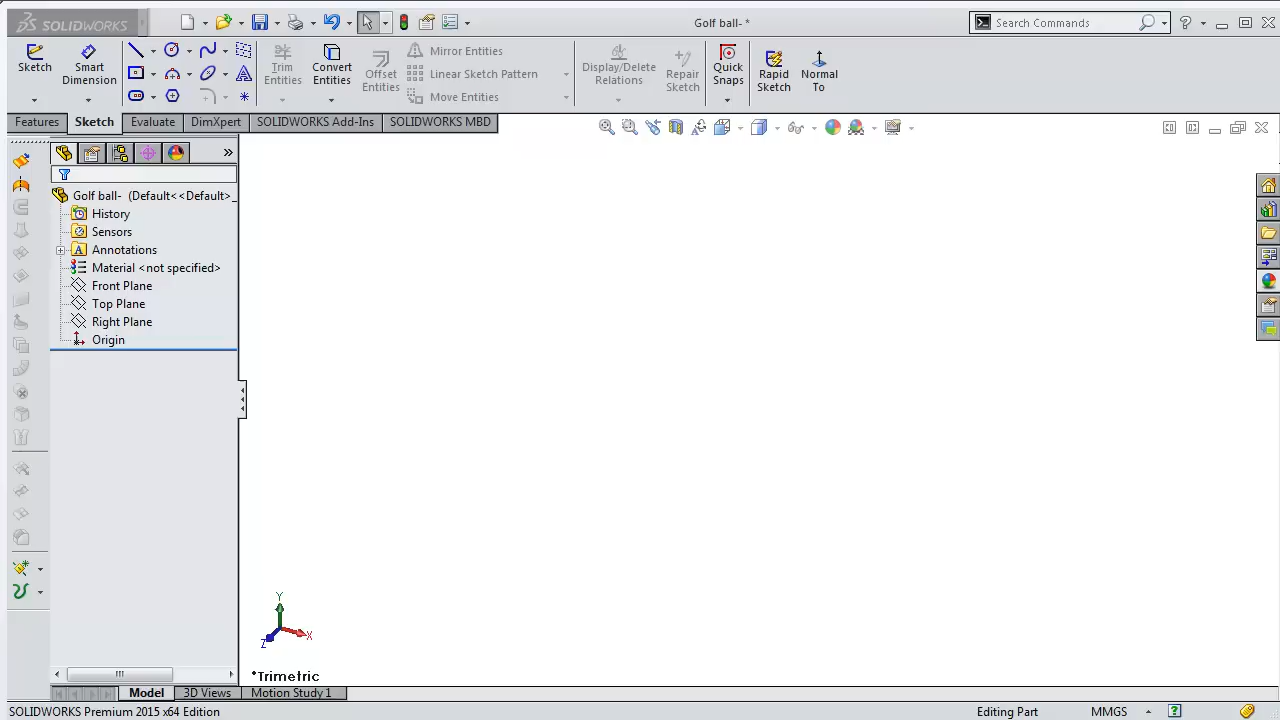 SOLIDWORKS
Golf ball- *
Search Commands
Sketch
Smart
Dimension
Trim
Entities
Convert
Entities
Offset
Entities
Mirror Entities
Linear Sketch Pattern
Move Entities
Display/Delete
Relations
Repair
Sketch
Quick
Snaps
Rapid
Sketch
Normal
To
Features
Sketch
Evaluate
DimXpert
SOLIDWORKS Add-Ins
SOLIDWORKS MBD
Golf ball- (Default<<Default>_
History
Sensors
Annotations
Material <not specified>
Front Plane
Top Plane
Right Plane
Origin
Y
X
Z
*Trimetric
Model
3D Views
Motion Study 1
SOLIDWORKS Premium 2015 x64 Edition
Editing Part
MMGS